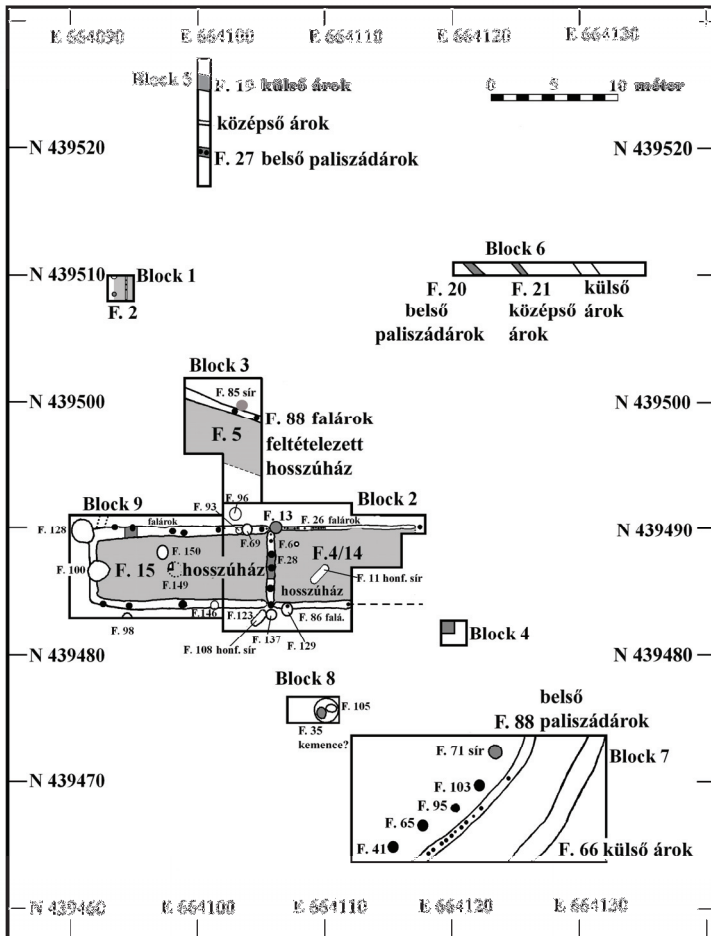 E 664090 E 664100 E 664110 E 664120 E 664130
Block 5
F. 19 külső árok
0 5 10 méter
középső árok
N 439520
F. 27 belső paliszádárok
N 439520
N 439510
Block 1
F. 2
Block 6
N 439510
F. 20
belső
paliszádárok
F. 21
középső
árok
külső
árok
Block 3
N 439500
F. 85 sír
F. 88 falárok
N 439500
F. 5
feltételezett
hosszúház
Block 9
F. 96
F. 93
Block 2
F. 128
falárok
F. 13
F. 26 falárok
N 439490
F. 69
F. 6
F. 150
F. 28
F.4/14
F. 100
F. 15 hosszúház
F.149
hosszúház
F. 11 honf. sír
F.146
F.123
F. 86 falá.
F. 98
F. 137
F. 129
F. 108 honf. sír
Block 4
N 439480
N 439480
Block 8
F. 105
F. 35
kemence?
belső
F. 88 paliszádárok
F. 71 sír
Block 7
N 439470
N 439470
F. 103
F. 95
F. 65
F. 41
F. 66 külső árok
N 439460 E 664100 E 664110 E 664120 E 664130